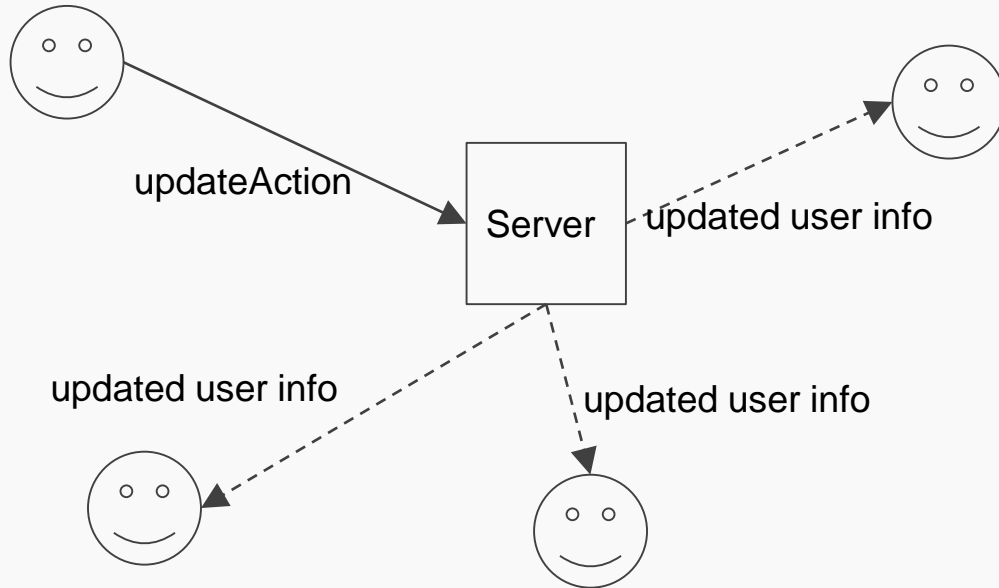 updateAction
Server
updated user info
updated user info
updated user info